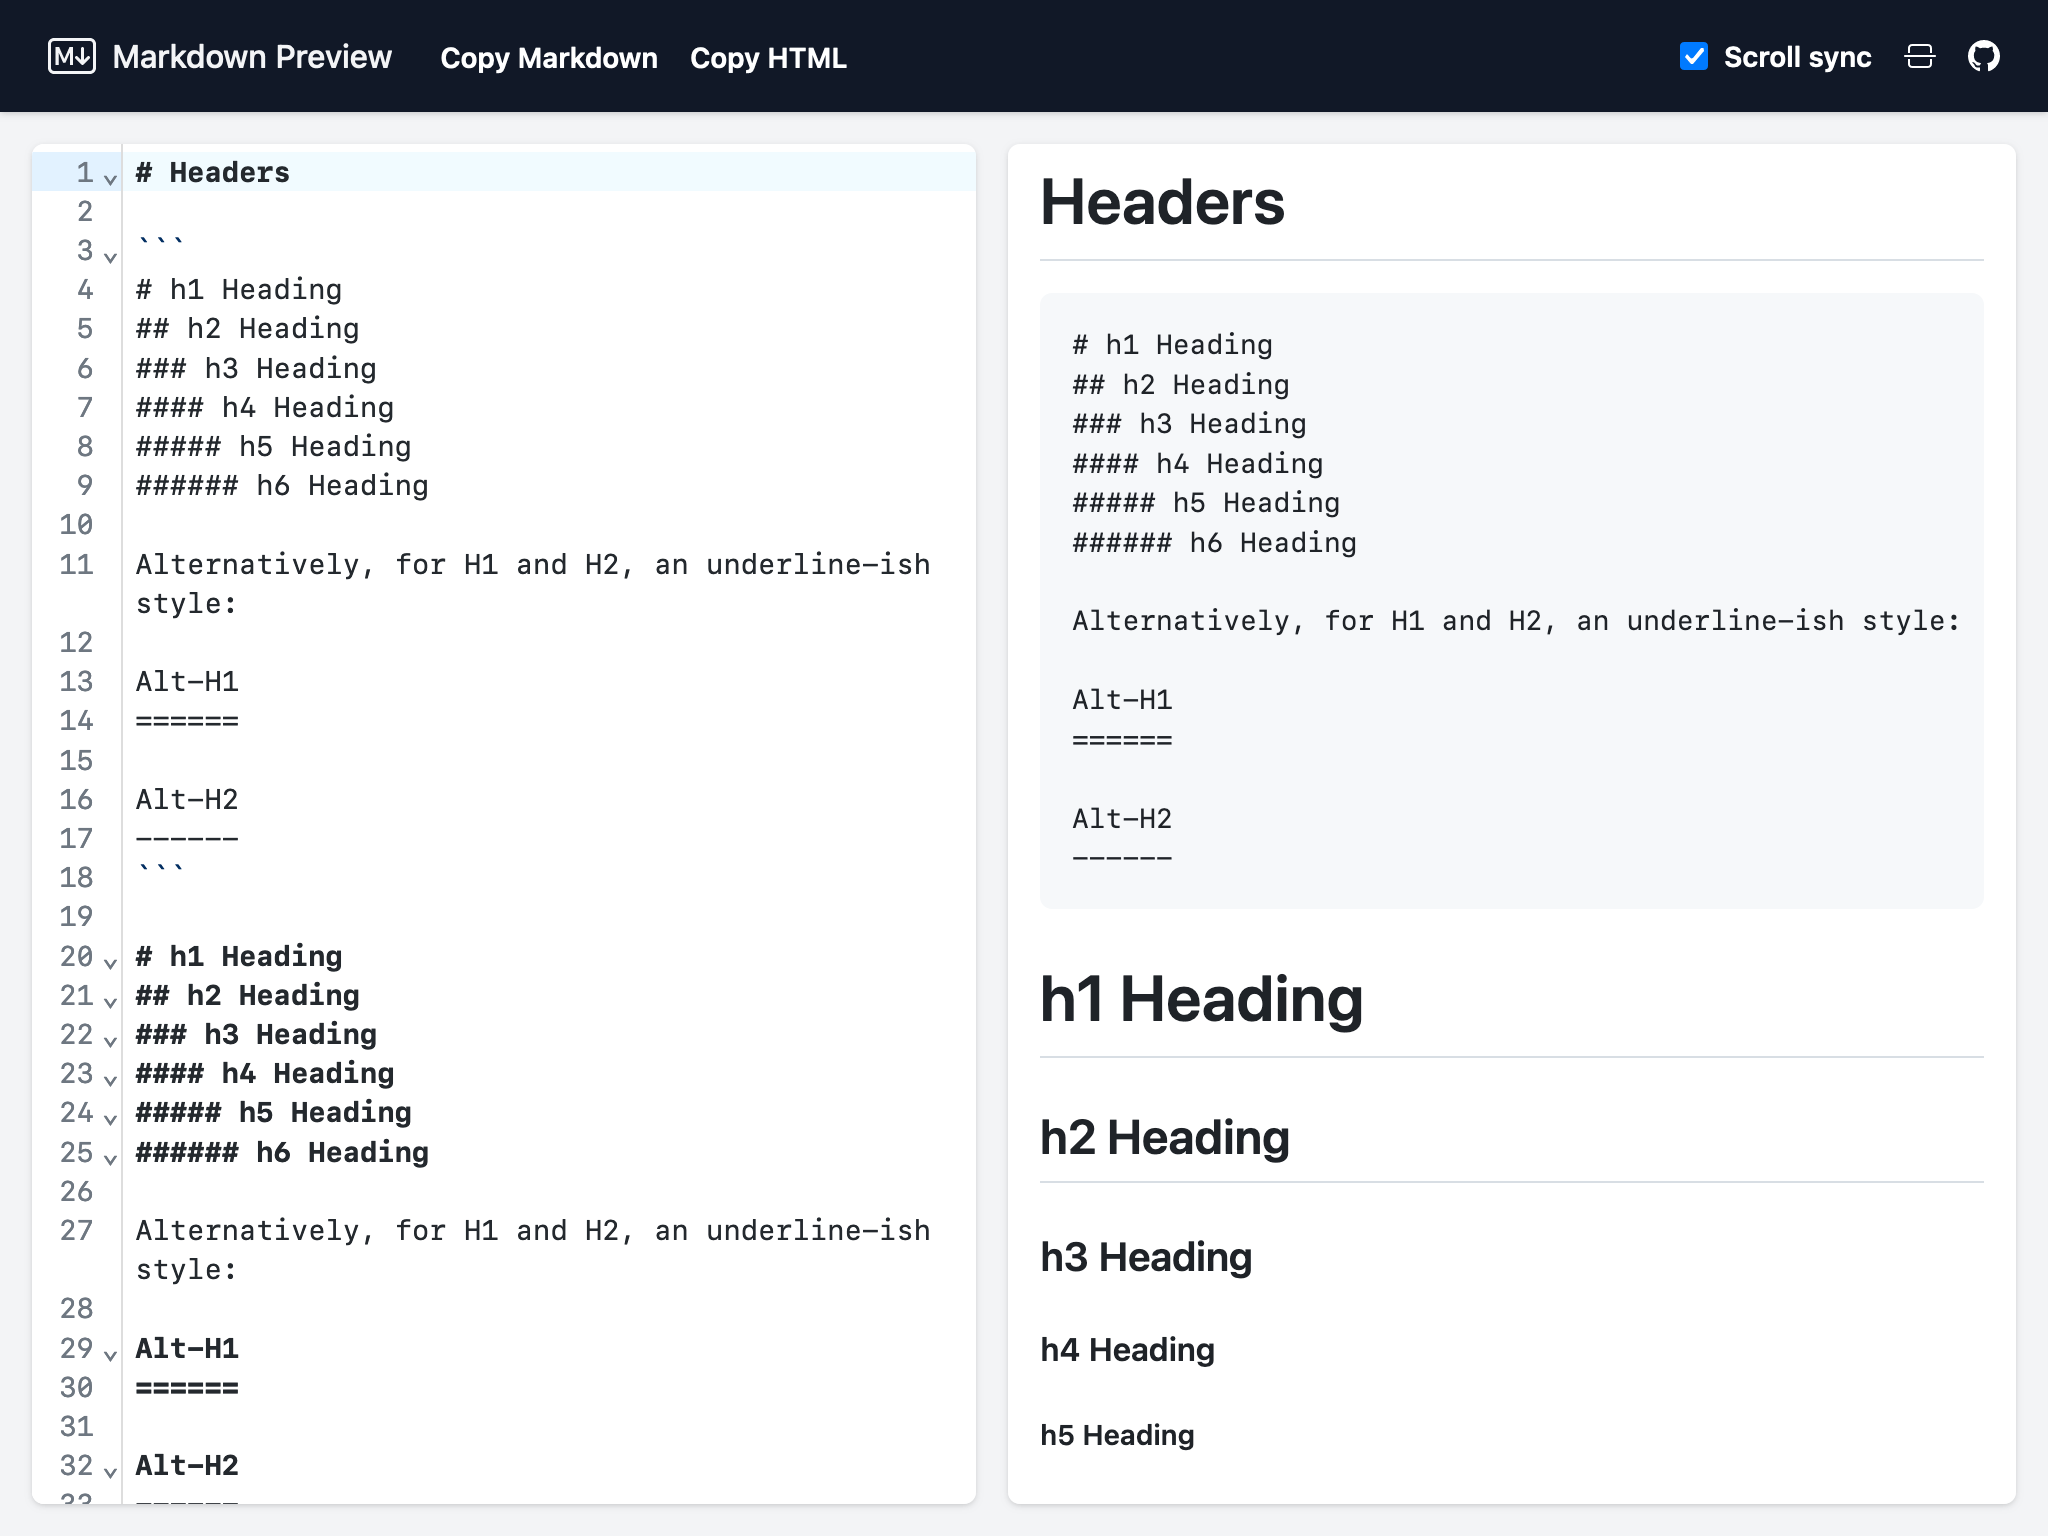 M↓ Markdown Preview Copy Markdown Copy HTML Scroll sync
1 # Headers
2
3 ```
4 # h1 Heading
5 ## h2 Heading
6 ### h3 Heading
7 #### h4 Heading
8 ##### h5 Heading
9 ###### h6 Heading
10
11 Alternatively, for H1 and H2, an underline-ish
style:
12
13 Alt-H1
14 ======
15
16 Alt-H2
17 ------
18 ```
19
20 # h1 Heading
21 ## h2 Heading
22 ### h3 Heading
23 #### h4 Heading
24 ##### h5 Heading
25 ###### h6 Heading
26
27 Alternatively, for H1 and H2, an underline-ish
style:
28
29 Alt-H1
30 ======
31
32 Alt-H2
33 ------
Headers
# h1 Heading
## h2 Heading
### h3 Heading
#### h4 Heading
##### h5 Heading
###### h6 Heading
Alternatively, for H1 and H2, an underline-ish style:
Alt-H1
======
Alt-H2
------
h1 Heading
h2 Heading
h3 Heading
h4 Heading
h5 Heading